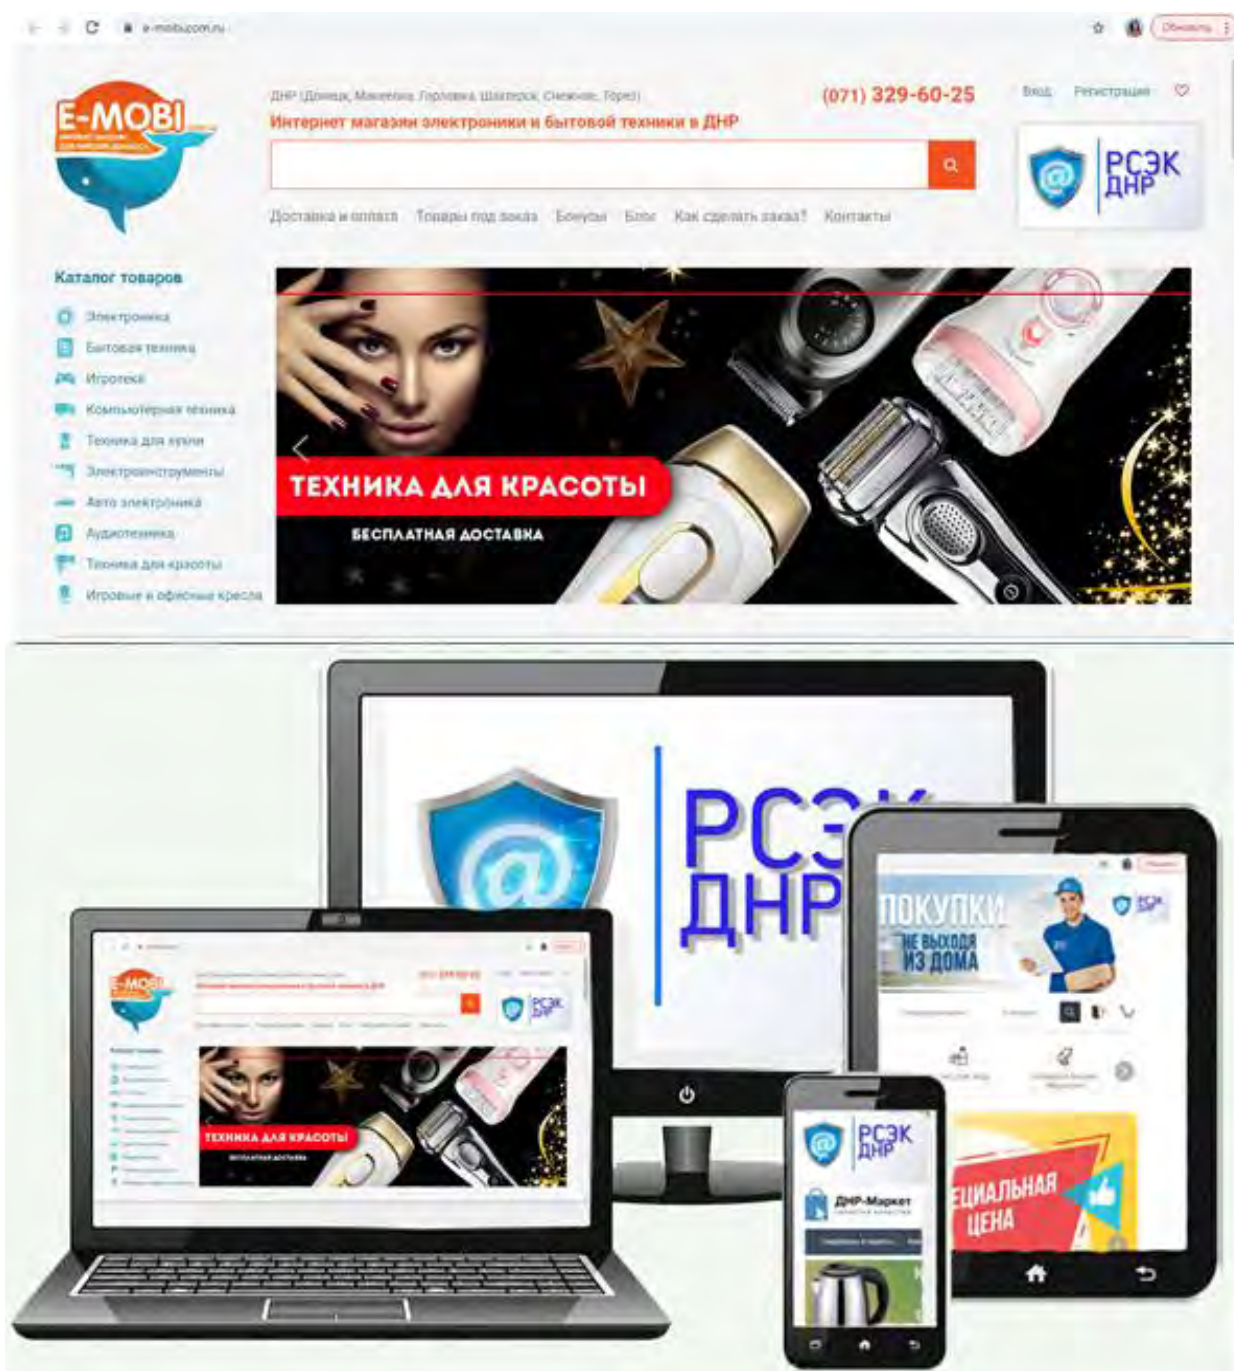 e-mobi.com.ru
Обновить
E-MOBI
ДНР (Донецк, Макеевка, Горловка, Шахтерск, Снежное, Торез)
(071) 329-60-25
Вход Регистрация
Интернет магазин электроники и бытовой техники в ДНР
РСЭК
ДНР
Доставка и оплата Товары под заказ Бонусы Блог Как сделать заказ? Контакты
Каталог товаров
Электроника
Бытовая техника
Игротека
Компьютерная техника
Техника для кухни
Электроинструменты
Авто электроника
Аудиотехника
Техника для красоты
Игровые и офисные кресла
ТЕХНИКА ДЛЯ КРАСОТЫ
БЕСПЛАТНАЯ ДОСТАВКА
РСЭК
ДНР
ПОКУПКИ
НЕ ВЫХОДЯ
ИЗ ДОМА
РСЭК
ДНР
E-MOBI
РСЭК
ДНР
ТЕХНИКА ДЛЯ КРАСОТЫ
БЕСПЛАТНАЯ ДОСТАВКА
РСЭК
ДНР
ДНР-Маркет
ЕЦИАЛЬНАЯ
ЦЕНА